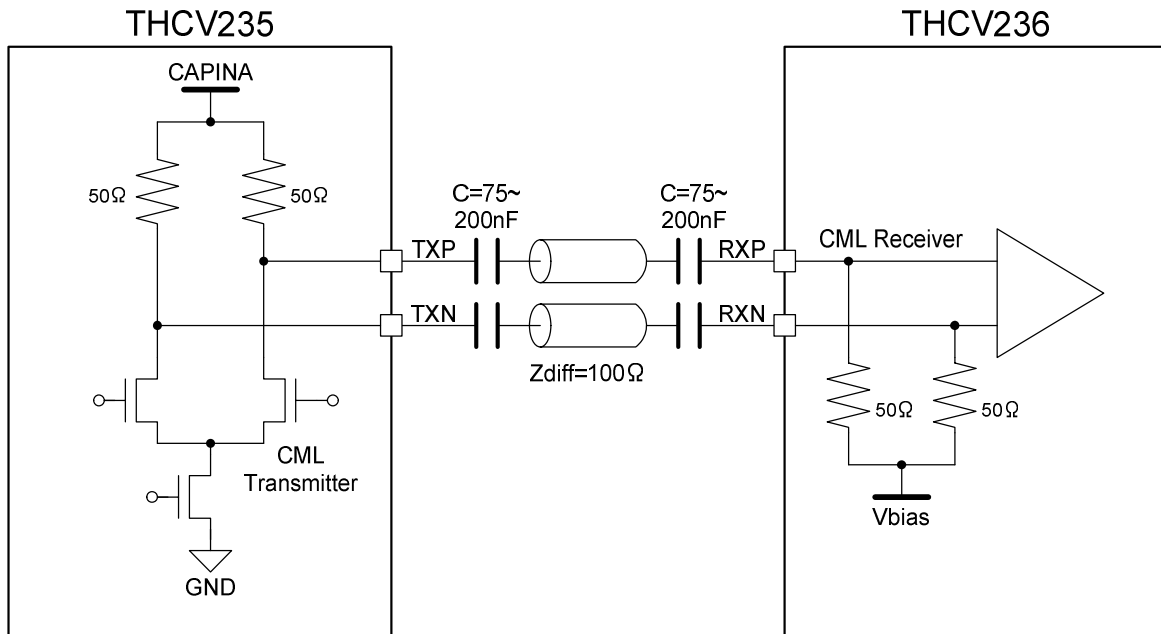 THCV235
THCV236
CAPINA
50Ω
50Ω
C=75~
200nF
C=75~
200nF
TXP
RXP
CML Receiver
TXN
RXN
Zdiff=100Ω
50Ω
50Ω
CML
Transmitter
Vbias
GND